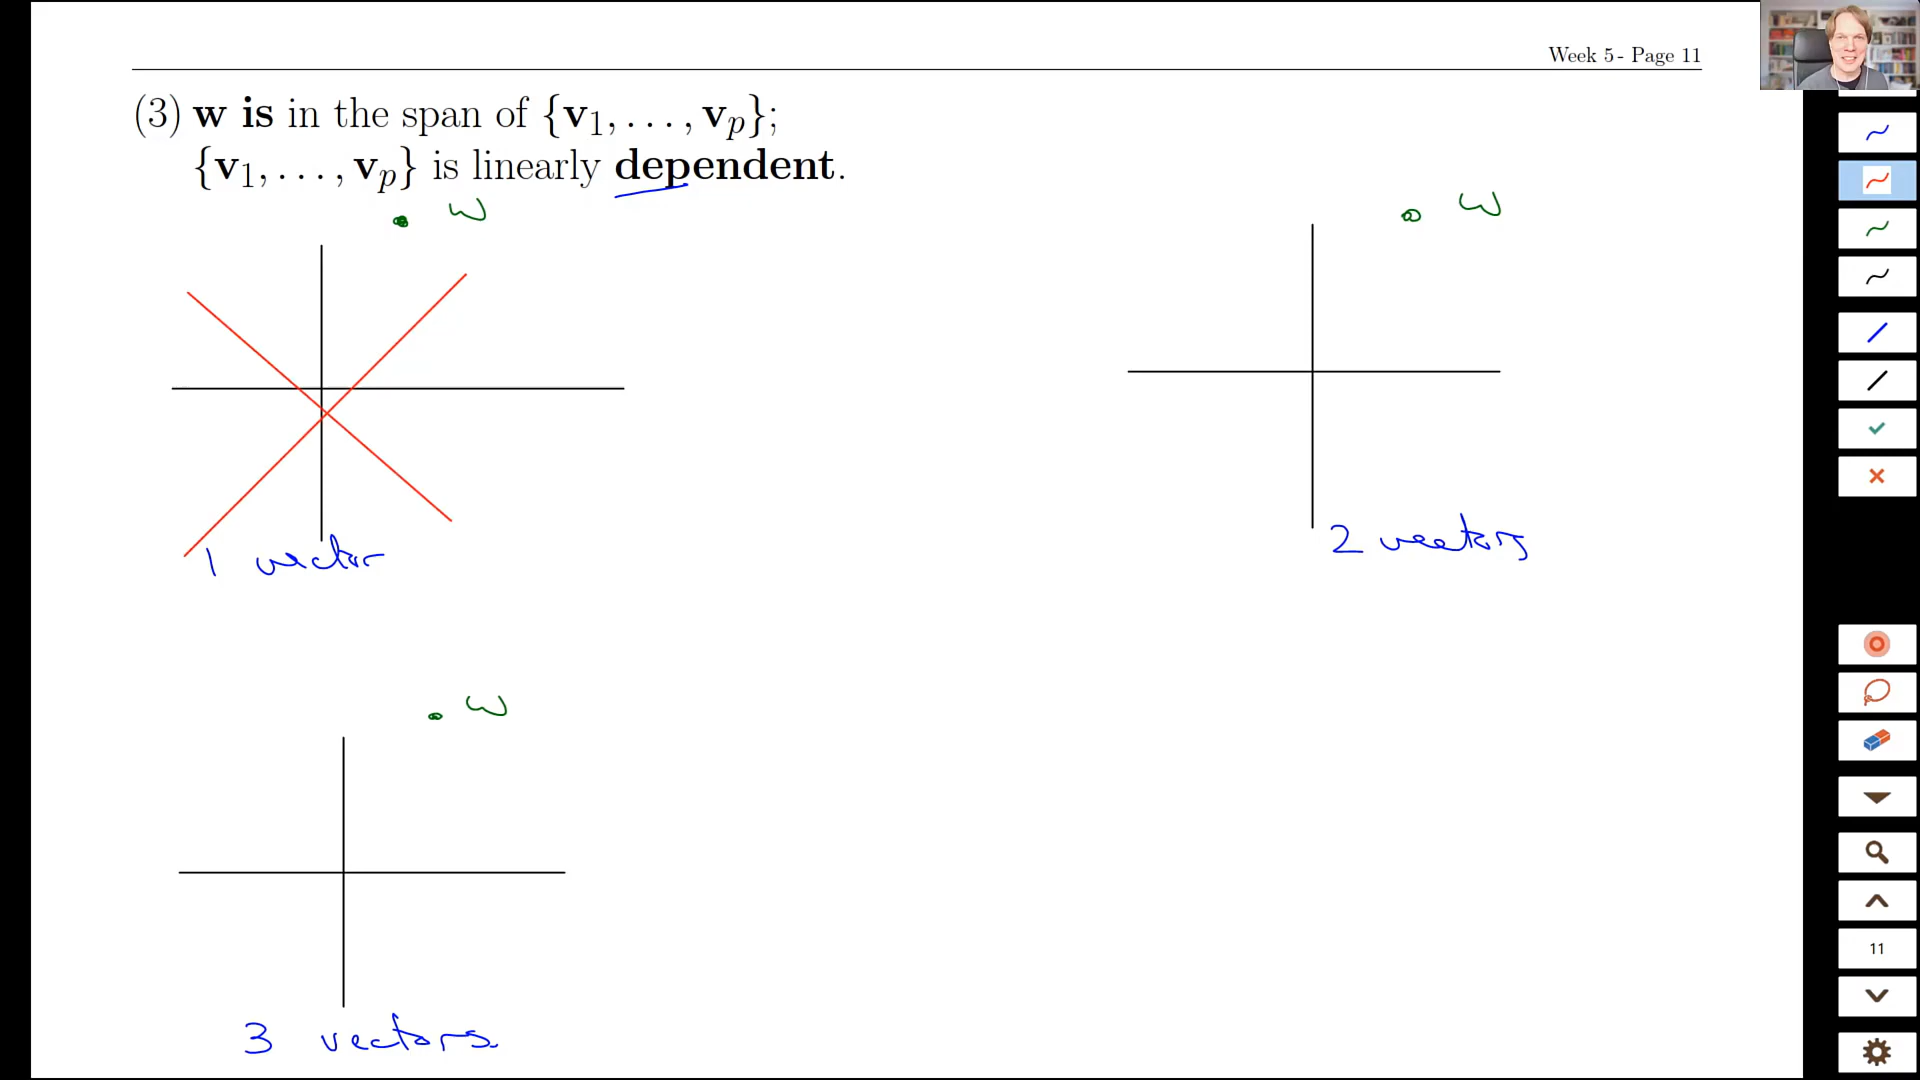 Week 5 - Page 11
(3) w is in the span of {v₁, . . . , vₚ};
{v₁, . . . , vₚ} is linearly dependent.
w
w
1 vector
2 vectors
w
3 vectors.
11